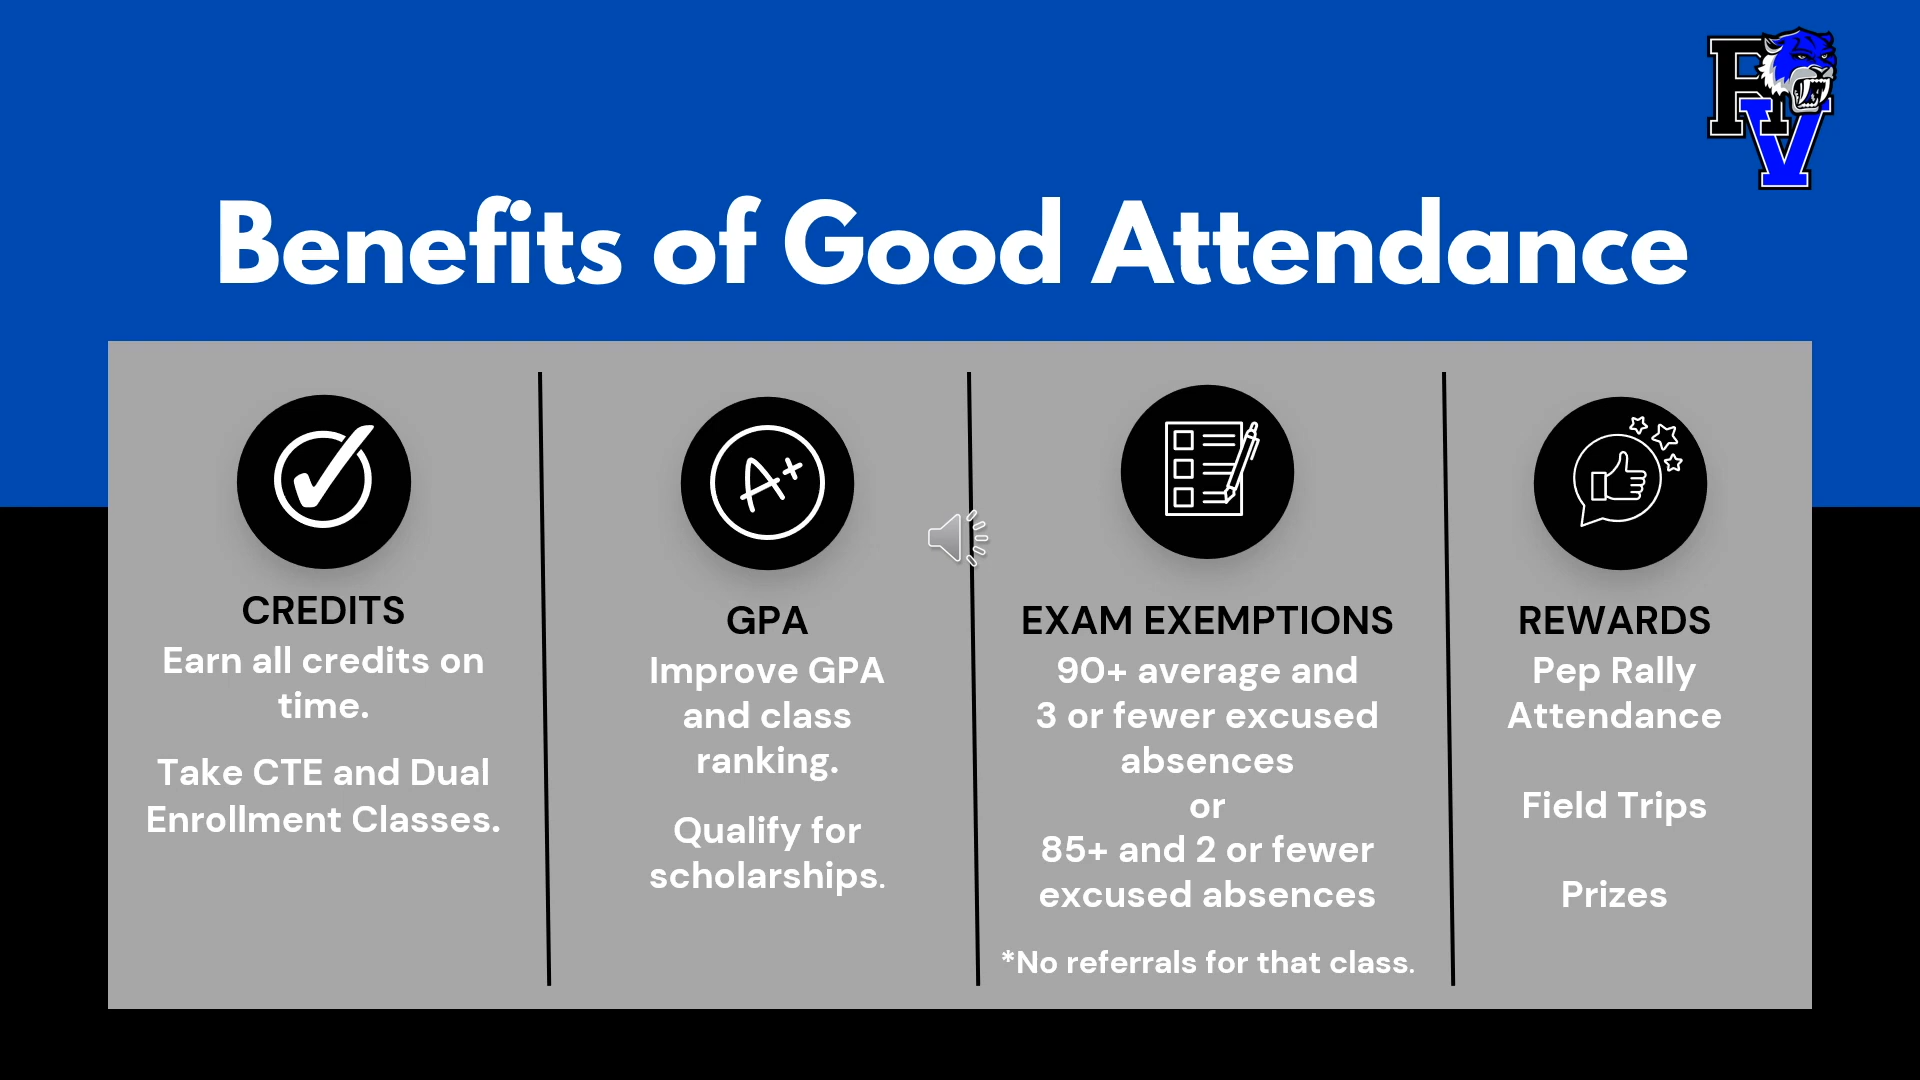 RV
Benefits of Good Attendance
A+
CREDITS
Earn all credits on
time.
Take CTE and Dual
Enrollment Classes.
GPA
Improve GPA
and class
ranking.
Qualify for
scholarships.
EXAM EXEMPTIONS
90+ average and
3 or fewer excused
absences
or
85+ and 2 or fewer
excused absences
*No referrals for that class.
REWARDS
Pep Rally
Attendance
Field Trips
Prizes